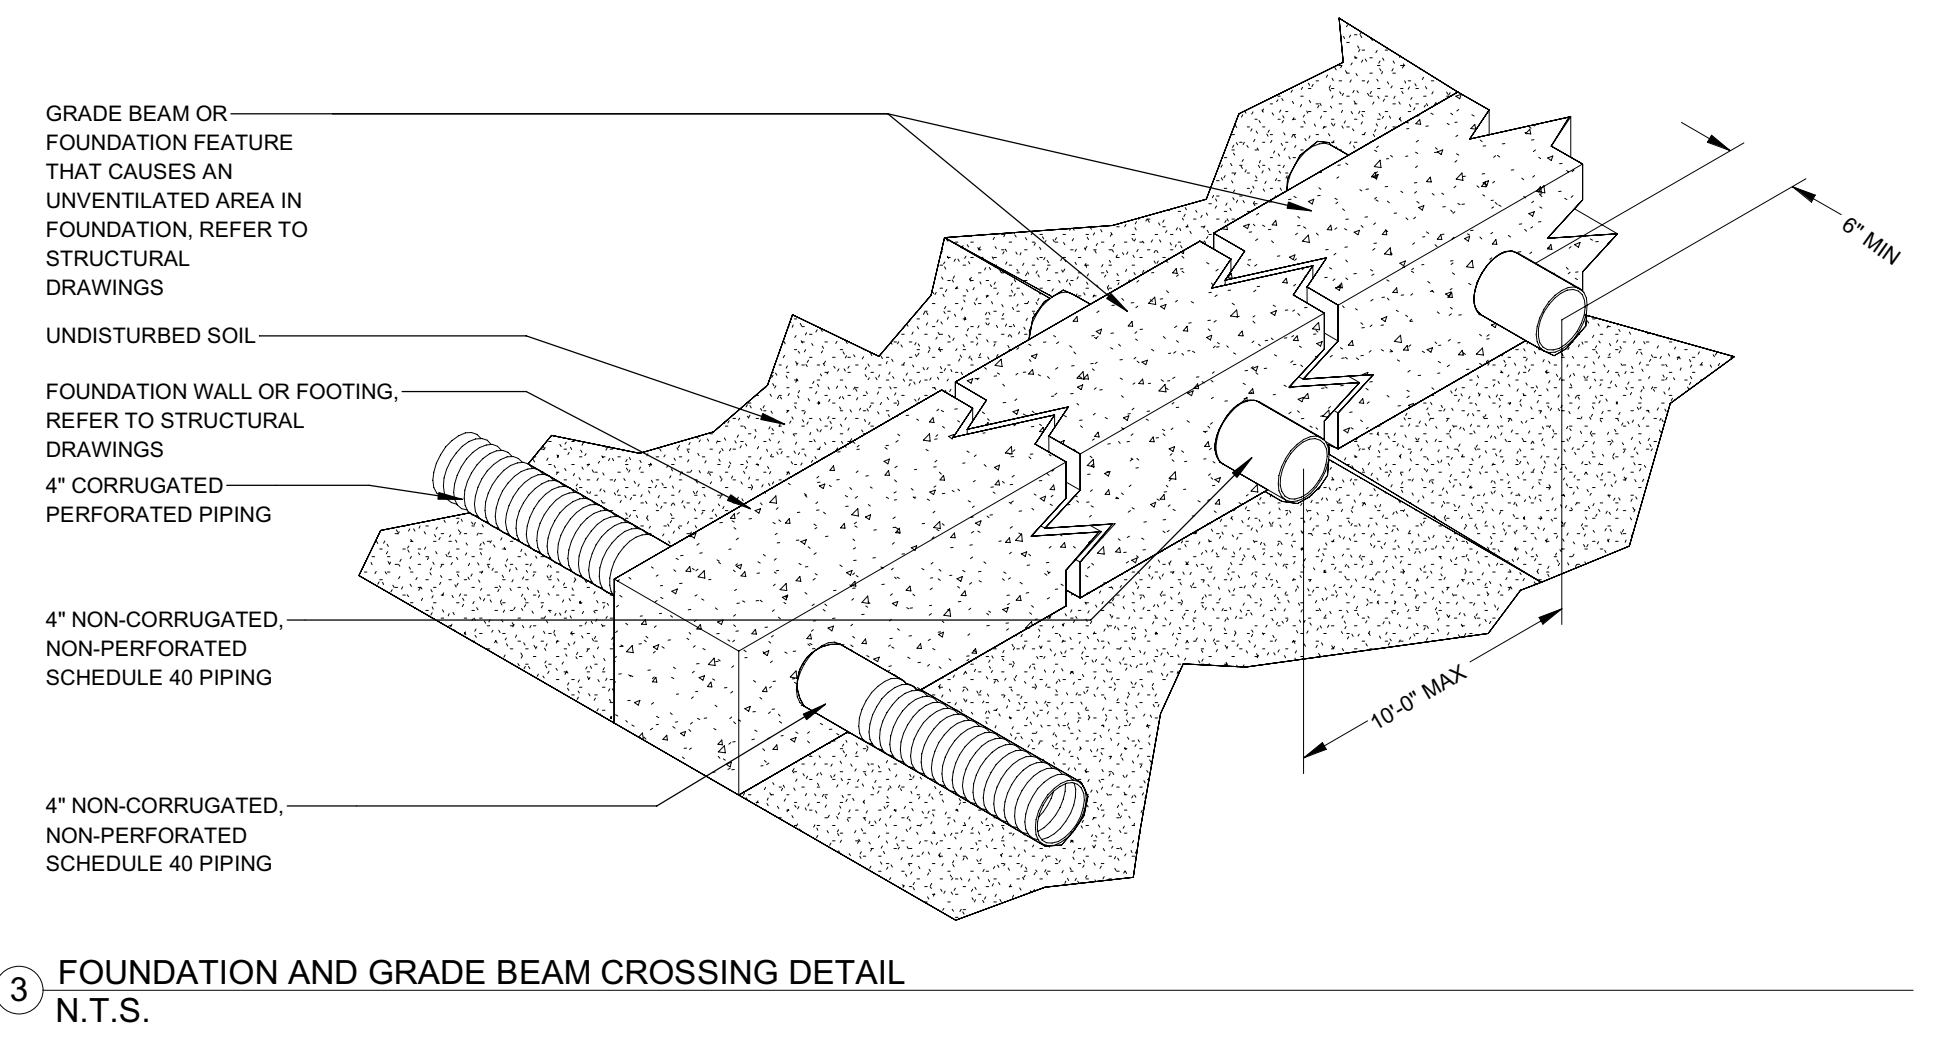 GRADE BEAM OR
FOUNDATION FEATURE
THAT CAUSES AN
UNVENTILATED AREA IN
FOUNDATION, REFER TO
STRUCTURAL
DRAWINGS
UNDISTURBED SOIL
FOUNDATION WALL OR FOOTING,
REFER TO STRUCTURAL
DRAWINGS
4" CORRUGATED
PERFORATED PIPING
4" NON-CORRUGATED,
NON-PERFORATED
SCHEDULE 40 PIPING
4" NON-CORRUGATED,
NON-PERFORATED
SCHEDULE 40 PIPING
6" MIN
10'-0" MAX
3 FOUNDATION AND GRADE BEAM CROSSING DETAIL
N.T.S.